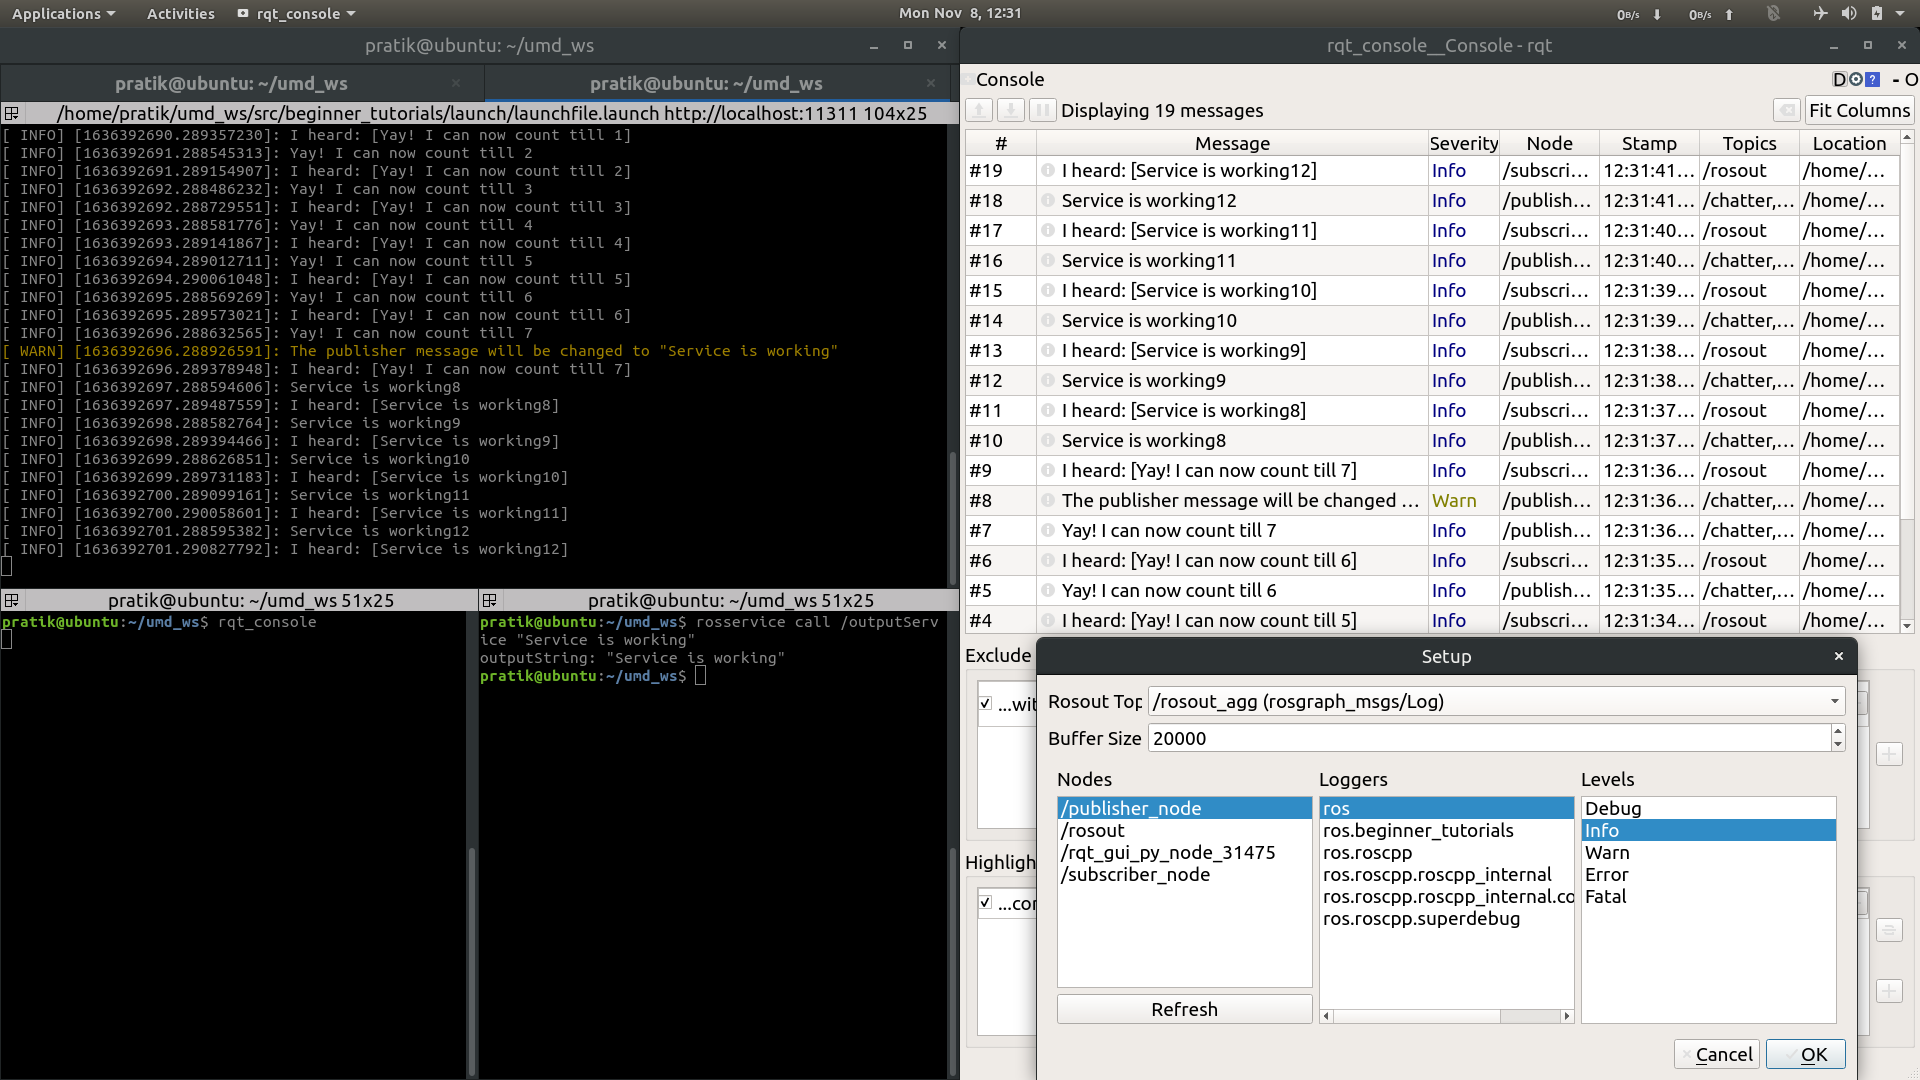 Applications Activities rqt_console Mon Nov 8, 12:31 0B/s 0B/s
pratik@ubuntu: ~/umd_ws
pratik@ubuntu: ~/umd_ws pratik@ubuntu: ~/umd_ws
/home/pratik/umd_ws/src/beginner_tutorials/launch/launchfile.launch http://localhost:11311 104x25
[ INFO] [1636392690.289357230]: I heard: [Yay! I can now count till 1]
[ INFO] [1636392691.288545313]: Yay! I can now count till 2
[ INFO] [1636392691.289154907]: I heard: [Yay! I can now count till 2]
[ INFO] [1636392692.288486232]: Yay! I can now count till 3
[ INFO] [1636392692.288729551]: I heard: [Yay! I can now count till 3]
[ INFO] [1636392693.288581776]: Yay! I can now count till 4
[ INFO] [1636392693.289141867]: I heard: [Yay! I can now count till 4]
[ INFO] [1636392694.289012711]: Yay! I can now count till 5
[ INFO] [1636392694.290061048]: I heard: [Yay! I can now count till 5]
[ INFO] [1636392695.288569269]: Yay! I can now count till 6
[ INFO] [1636392695.289573021]: I heard: [Yay! I can now count till 6]
[ INFO] [1636392696.288632565]: Yay! I can now count till 7
[ WARN] [1636392696.288926591]: The publisher message will be changed to "Service is working"
[ INFO] [1636392696.289378948]: I heard: [Yay! I can now count till 7]
[ INFO] [1636392697.288594606]: Service is working8
[ INFO] [1636392697.289487559]: I heard: [Service is working8]
[ INFO] [1636392698.288582764]: Service is working9
[ INFO] [1636392698.289394466]: I heard: [Service is working9]
[ INFO] [1636392699.288626851]: Service is working10
[ INFO] [1636392699.289731183]: I heard: [Service is working10]
[ INFO] [1636392700.289099161]: Service is working11
[ INFO] [1636392700.290058601]: I heard: [Service is working11]
[ INFO] [1636392701.288595382]: Service is working12
[ INFO] [1636392701.290827792]: I heard: [Service is working12]
pratik@ubuntu: ~/umd_ws 51x25
pratik@ubuntu:~/umd_ws$ rqt_console
pratik@ubuntu: ~/umd_ws 51x25
pratik@ubuntu:~/umd_ws$ rosservice call /outputServ
ice "Service is working"
outputString: "Service is working"
pratik@ubuntu:~/umd_ws$
rqt_console__Console - rqt
Console D ? - O
Displaying 19 messages Fit Columns
# Message Severity Node Stamp Topics Location
#19 I heard: [Service is working12] Info /subscri... 12:31:41... /rosout /home/...
#18 Service is working12 Info /publish... 12:31:41... /chatter,... /home/...
#17 I heard: [Service is working11] Info /subscri... 12:31:40... /rosout /home/...
#16 Service is working11 Info /publish... 12:31:40... /chatter,... /home/...
#15 I heard: [Service is working10] Info /subscri... 12:31:39... /rosout /home/...
#14 Service is working10 Info /publish... 12:31:39... /chatter,... /home/...
#13 I heard: [Service is working9] Info /subscri... 12:31:38... /rosout /home/...
#12 Service is working9 Info /publish... 12:31:38... /chatter,... /home/...
#11 I heard: [Service is working8] Info /subscri... 12:31:37... /rosout /home/...
#10 Service is working8 Info /publish... 12:31:37... /chatter,... /home/...
#9 I heard: [Yay! I can now count till 7] Info /subscri... 12:31:36... /rosout /home/...
#8 The publisher message will be changed ... Warn /publish... 12:31:36... /chatter,... /home/...
#7 Yay! I can now count till 7 Info /publish... 12:31:36... /chatter,... /home/...
#6 I heard: [Yay! I can now count till 6] Info /subscri... 12:31:35... /rosout /home/...
#5 Yay! I can now count till 6 Info /publish... 12:31:35... /chatter,... /home/...
#4 I heard: [Yay! I can now count till 5] Info /subscri... 12:31:34... /rosout /home/...
Exclude
...wit
Highligh
...cor
Setup
Rosout Top /rosout_agg (rosgraph_msgs/Log)
Buffer Size 20000
Nodes Loggers Levels
/publisher_node ros Debug
/rosout ros.beginner_tutorials Info
/rqt_gui_py_node_31475 ros.roscpp Warn
/subscriber_node ros.roscpp.roscpp_internal Error
ros.roscpp.roscpp_internal.co Fatal
ros.roscpp.superdebug
Refresh
Cancel OK